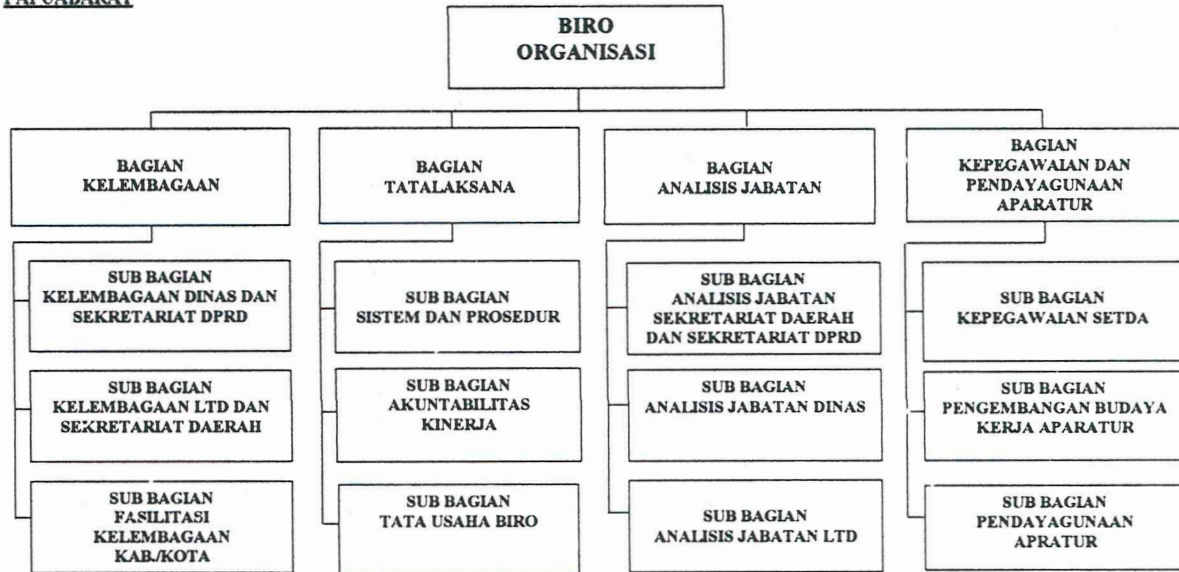 BIRO
ORGANISASI
BAGIAN
KELEMBAGAAN
BAGIAN
TATALAKSANA
BAGIAN
ANALISIS JABATAN
BAGIAN
KEPEGAWAIAN DAN
PENDAYAGUNAAN
APARATUR
SUB BAGIAN
KELEMBAGAAN DINAS DAN
SEKRETARIAT DPRD
SUB BAGIAN
SISTEM DAN PROSEDUR
SUB BAGIAN
ANALISIS JABATAN
SEKRETARIAT DAERAH
DAN SEKRETARIAT DPRD
SUB BAGIAN
KEPEGAWAIAN SETDA
SUB BAGIAN
KELEMBAGAAN LTD DAN
SEKRETARIAT DAERAH
SUB BAGIAN
AKUNTABILITAS
KINERJA
SUB BAGIAN
ANALISIS JABATAN DINAS
SUB BAGIAN
PENGEMBANGAN BUDAYA
KERJA APARATUR
SUB BAGIAN
FASILITASI
KELEMBAGAAN
KAB./KOTA
SUB BAGIAN
TATA USAHA BIRO
SUB BAGIAN
ANALISIS JABATAN LTD
SUB BAGIAN
PENDAYAGUNAAN
APRATUR